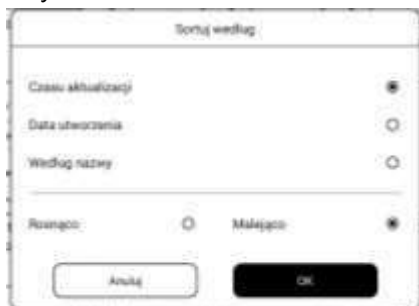 Sortuj według
Czasu aktualizacji
Data utworzenia
Według nazwy
Rosnąco Malejąco
Anuluj OK